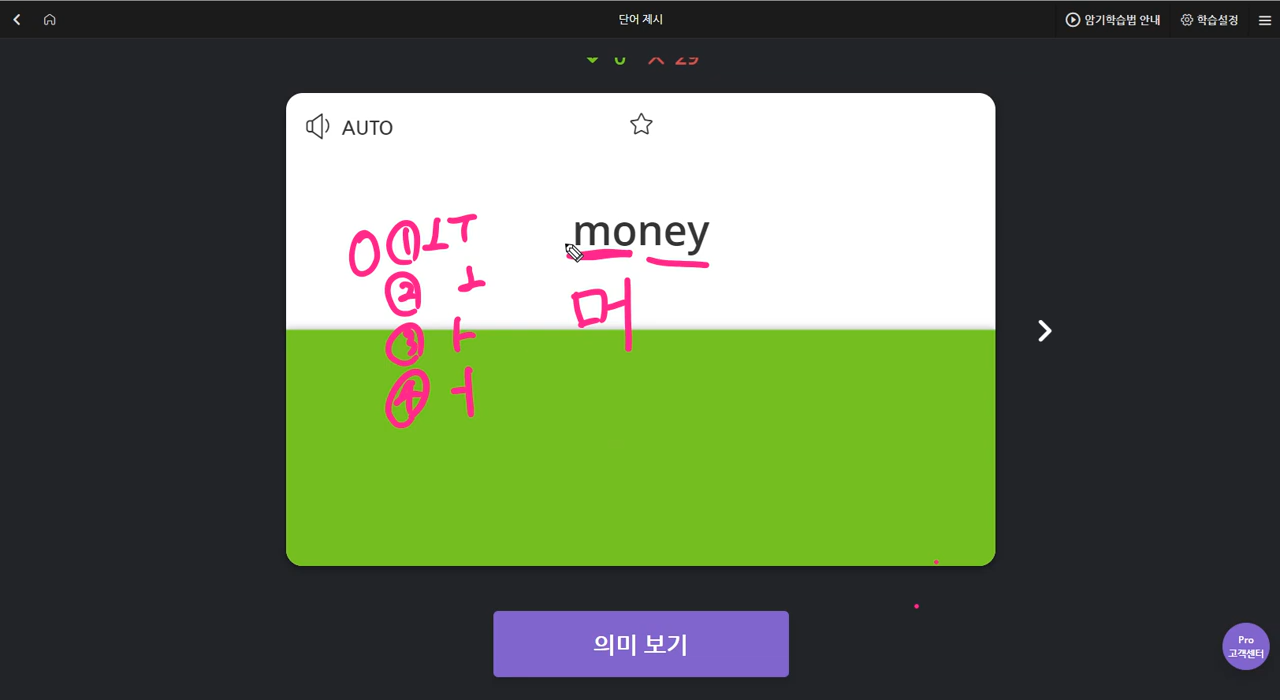 단어 제시
암기학습법 안내
학습설정
AUTO
money
O ① ㅗㅜ
② ㅗ
③ ㅏ
④ ㅓ
머
의미 보기
Pro
고객센터